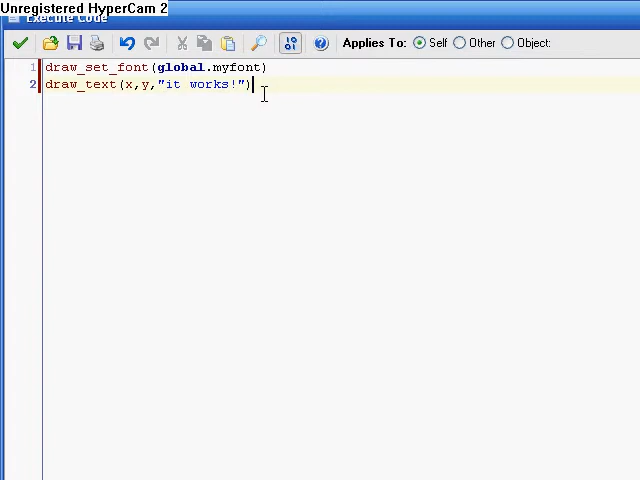 Unregistered HyperCam 2
Execute Code
Applies To: Self Other Object:
1 draw_set_font(global.myfont)
2 draw_text(x,y,"it works!")